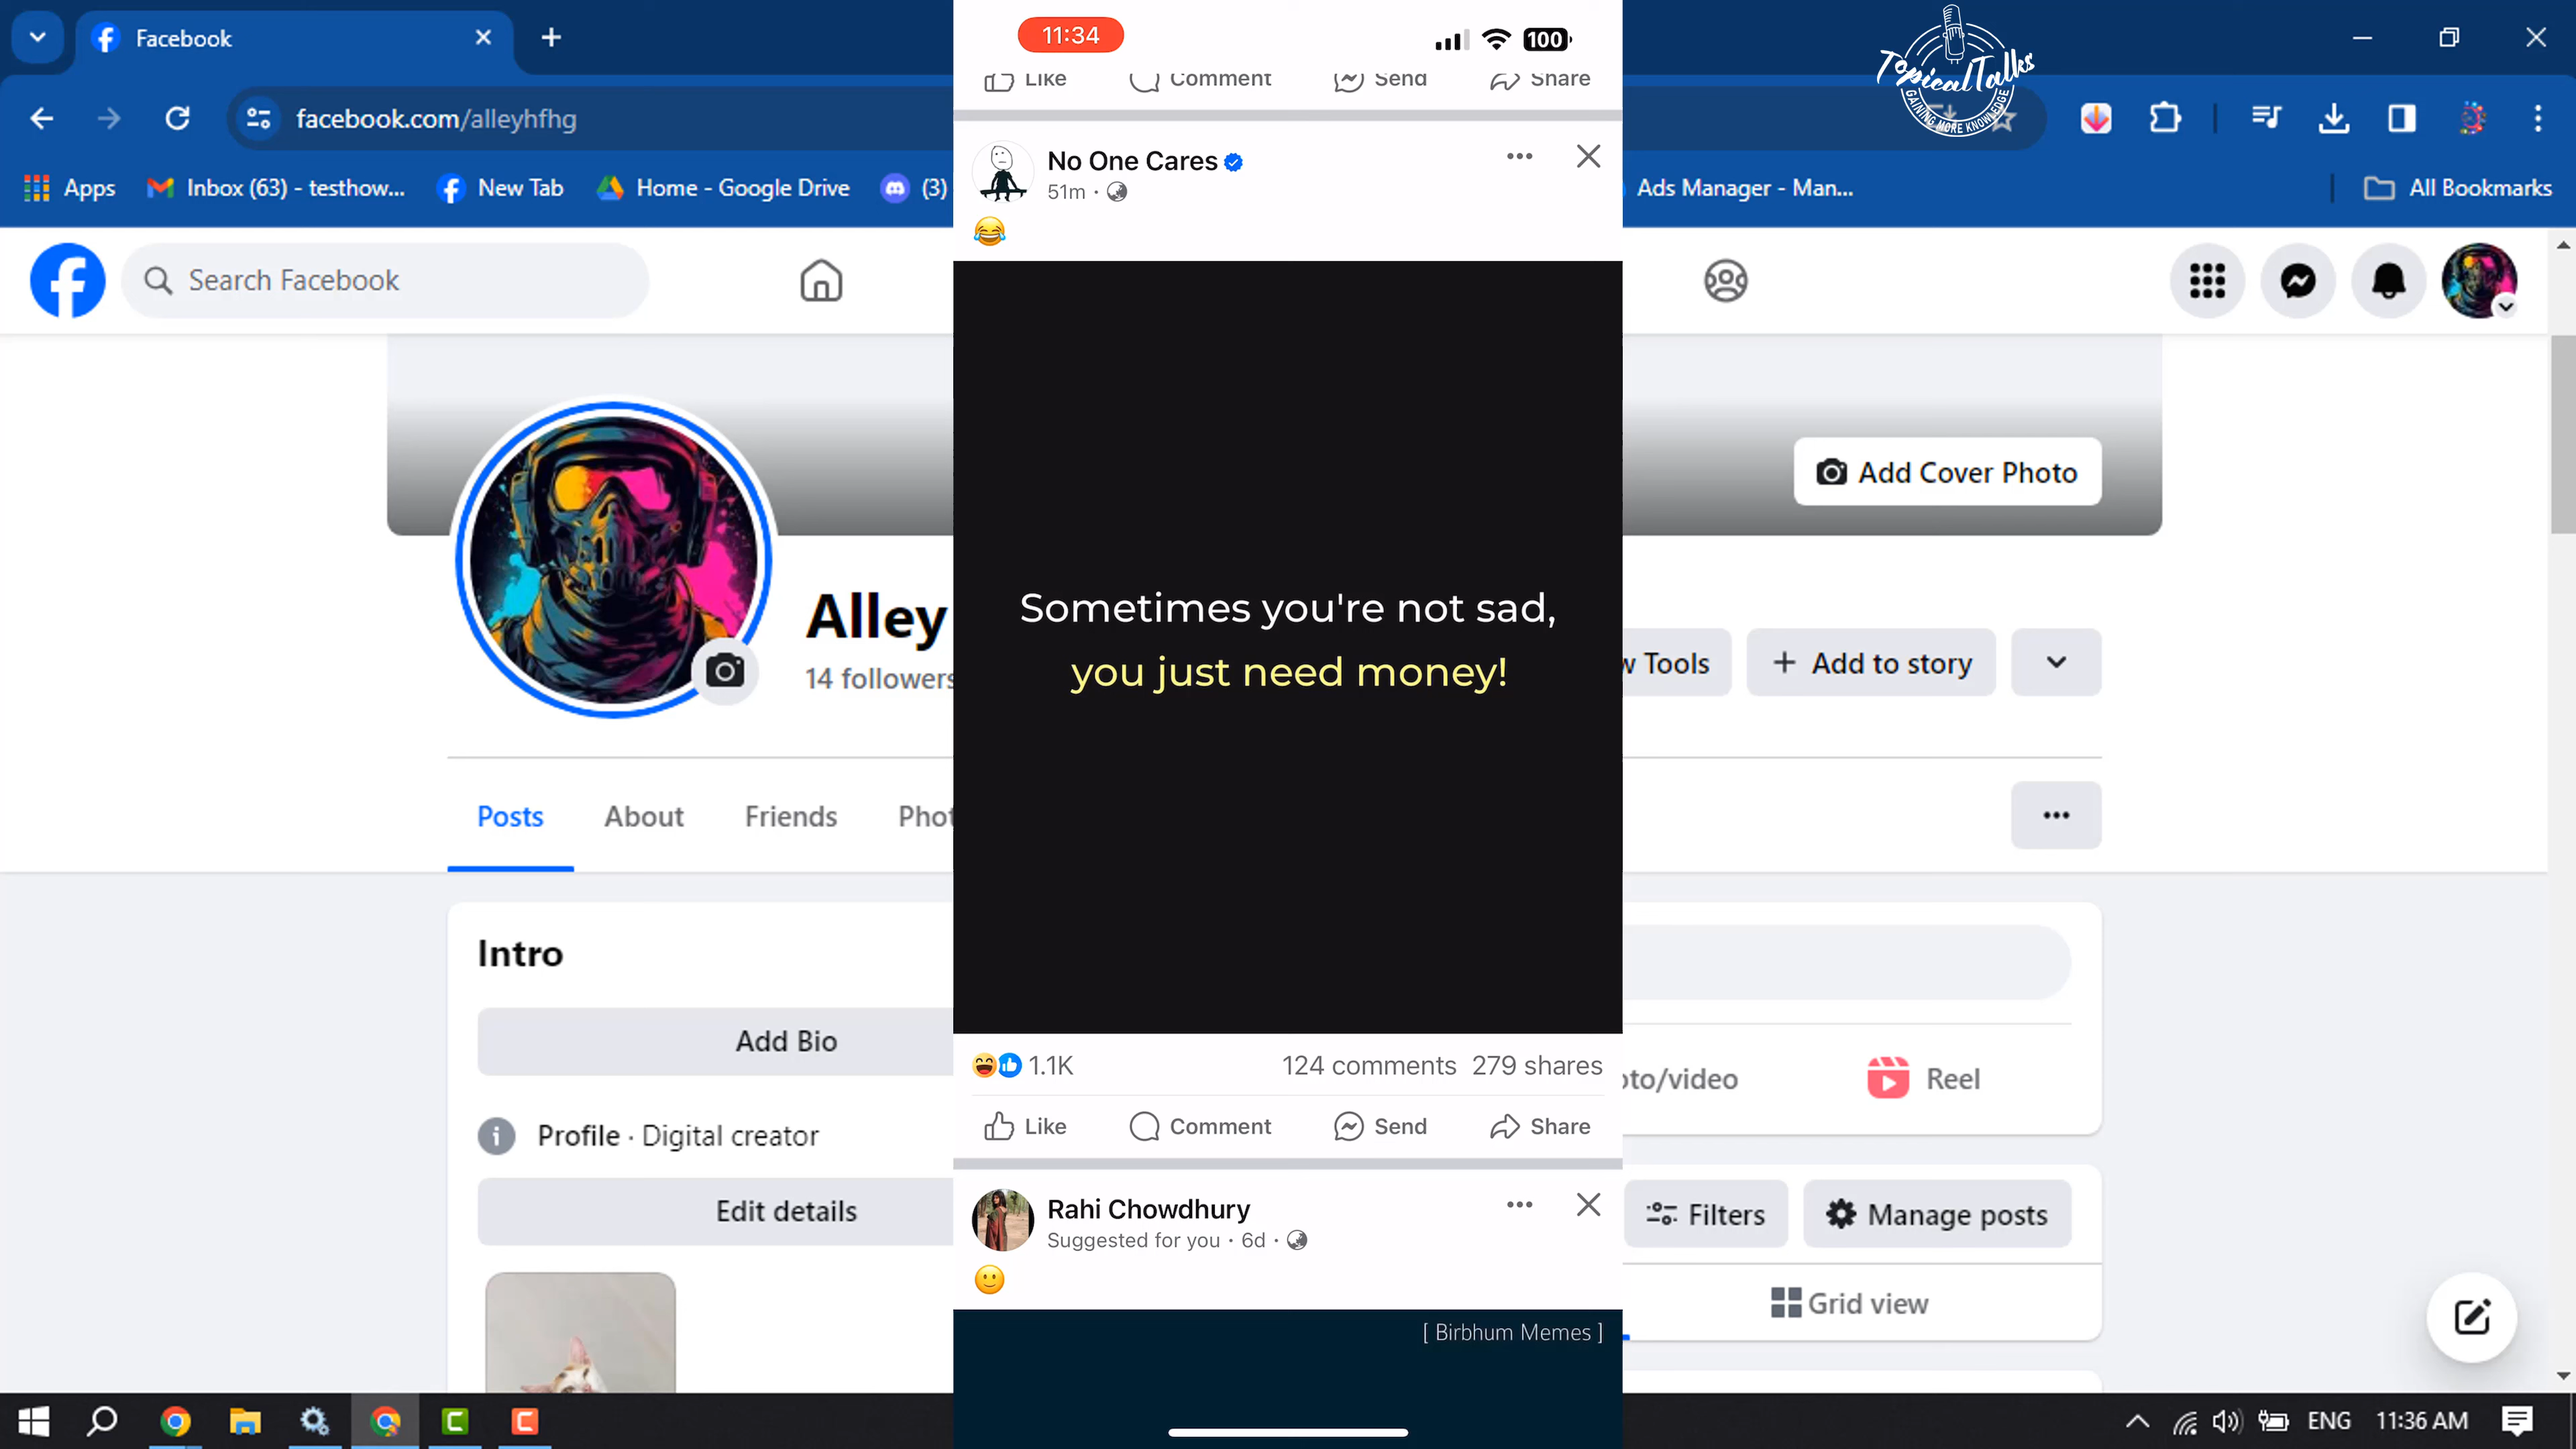 Facebook
facebook.com/alleyhfhg
Apps
Inbox (63) - testhow...
New Tab
Home - Google Drive
(3)
Ads Manager - Man...
All Bookmarks
TopicalTalks
GAINING MORE KNOWLEDGE
Search Facebook
Add Cover Photo
Alley
14 followers
Tools
+ Add to story
Posts
About
Friends
Intro
Add Bio
Profile · Digital creator
Edit details
Reel
Filters
Manage posts
Grid view
11:34
100
Like
Comment
Send
Share
No One Cares
51m ·
😂
Sometimes you're not sad,
you just need money!
1.1K
124 comments 279 shares
Like
Comment
Send
Share
Rahi Chowdhury
Suggested for you · 6d ·
🙂
[ Birbhum Memes ]
ENG
11:36 AM